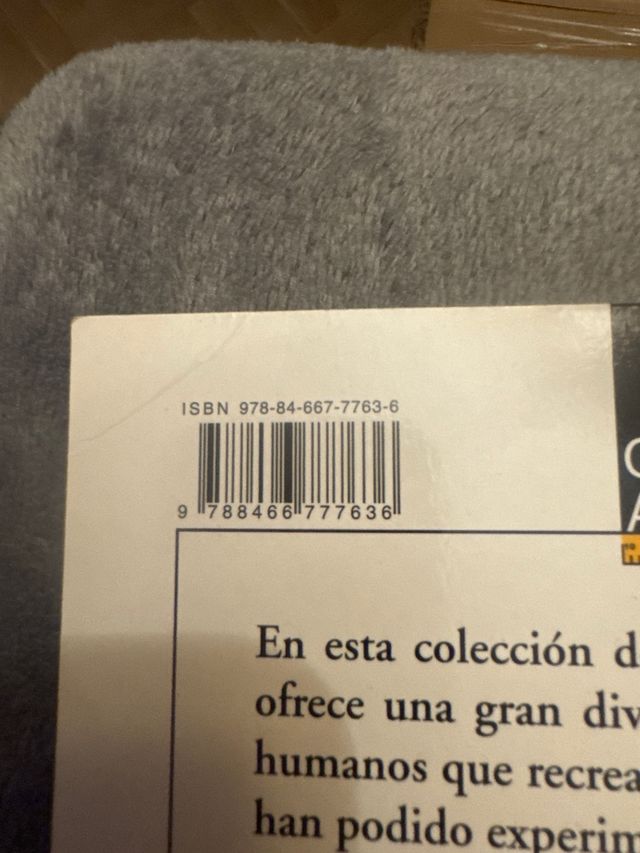 ISBN 978-84-667-7763-6
9 788466 777636
En esta colección d
ofrece una gran div
humanos que recrea
han podido experim